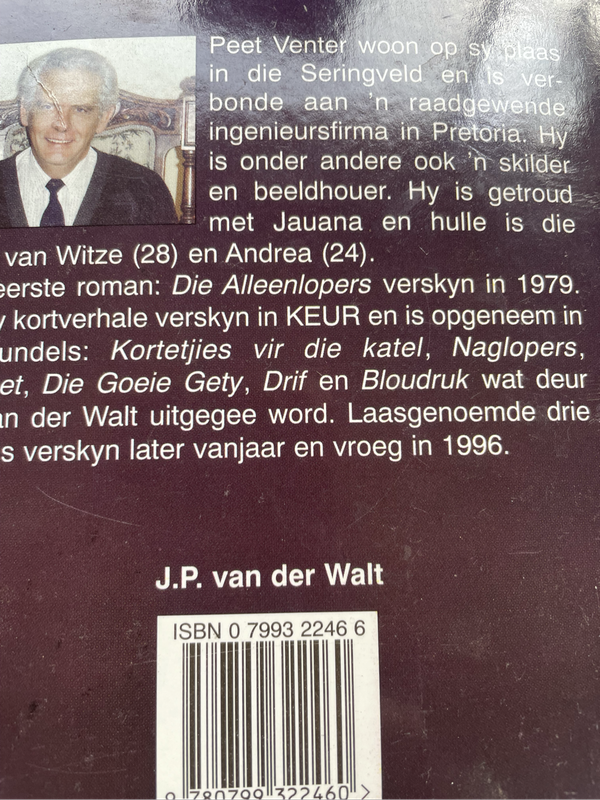 Peet Venter woon op sy plaas
in die Seringveld en is ver-
bonde aan 'n raadgewende
ingenieursfirma in Pretoria. Hy
is onder andere ook 'n skilder
en beeldhouer. Hy is getroud
met Jauana en hulle is die
van Witze (28) en Andrea (24).
eerste roman: Die Alleenlopers verskyn in 1979.
y kortverhale verskyn in KEUR en is opgeneem in
undels: Kortetjies vir die katel, Naglopers,
et, Die Goeie Gety, Drif en Bloudruk wat deur
an der Walt uitgegee word. Laasgenoemde drie
s verskyn later vanjaar en vroeg in 1996.
J.P. van der Walt
ISBN 0 7993 2246 6
9 780799 322460 >